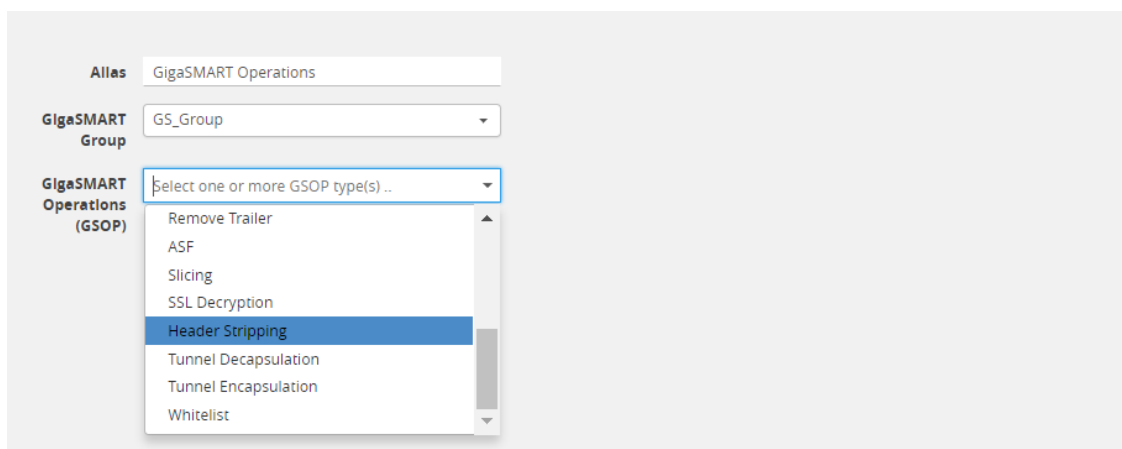 Alias GigaSMART Operations
GigaSMART
Group
GS_Group
GigaSMART
Operations
(GSOP)
Select one or more GSOP type(s) ..
Remove Trailer
ASF
Slicing
SSL Decryption
Header Stripping
Tunnel Decapsulation
Tunnel Encapsulation
Whitelist